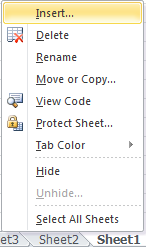 Insert...
Delete
Rename
Move or Copy...
View Code
Protect Sheet...
Tab Color
Hide
Unhide...
Select All Sheets
et3 Sheet2 Sheet1